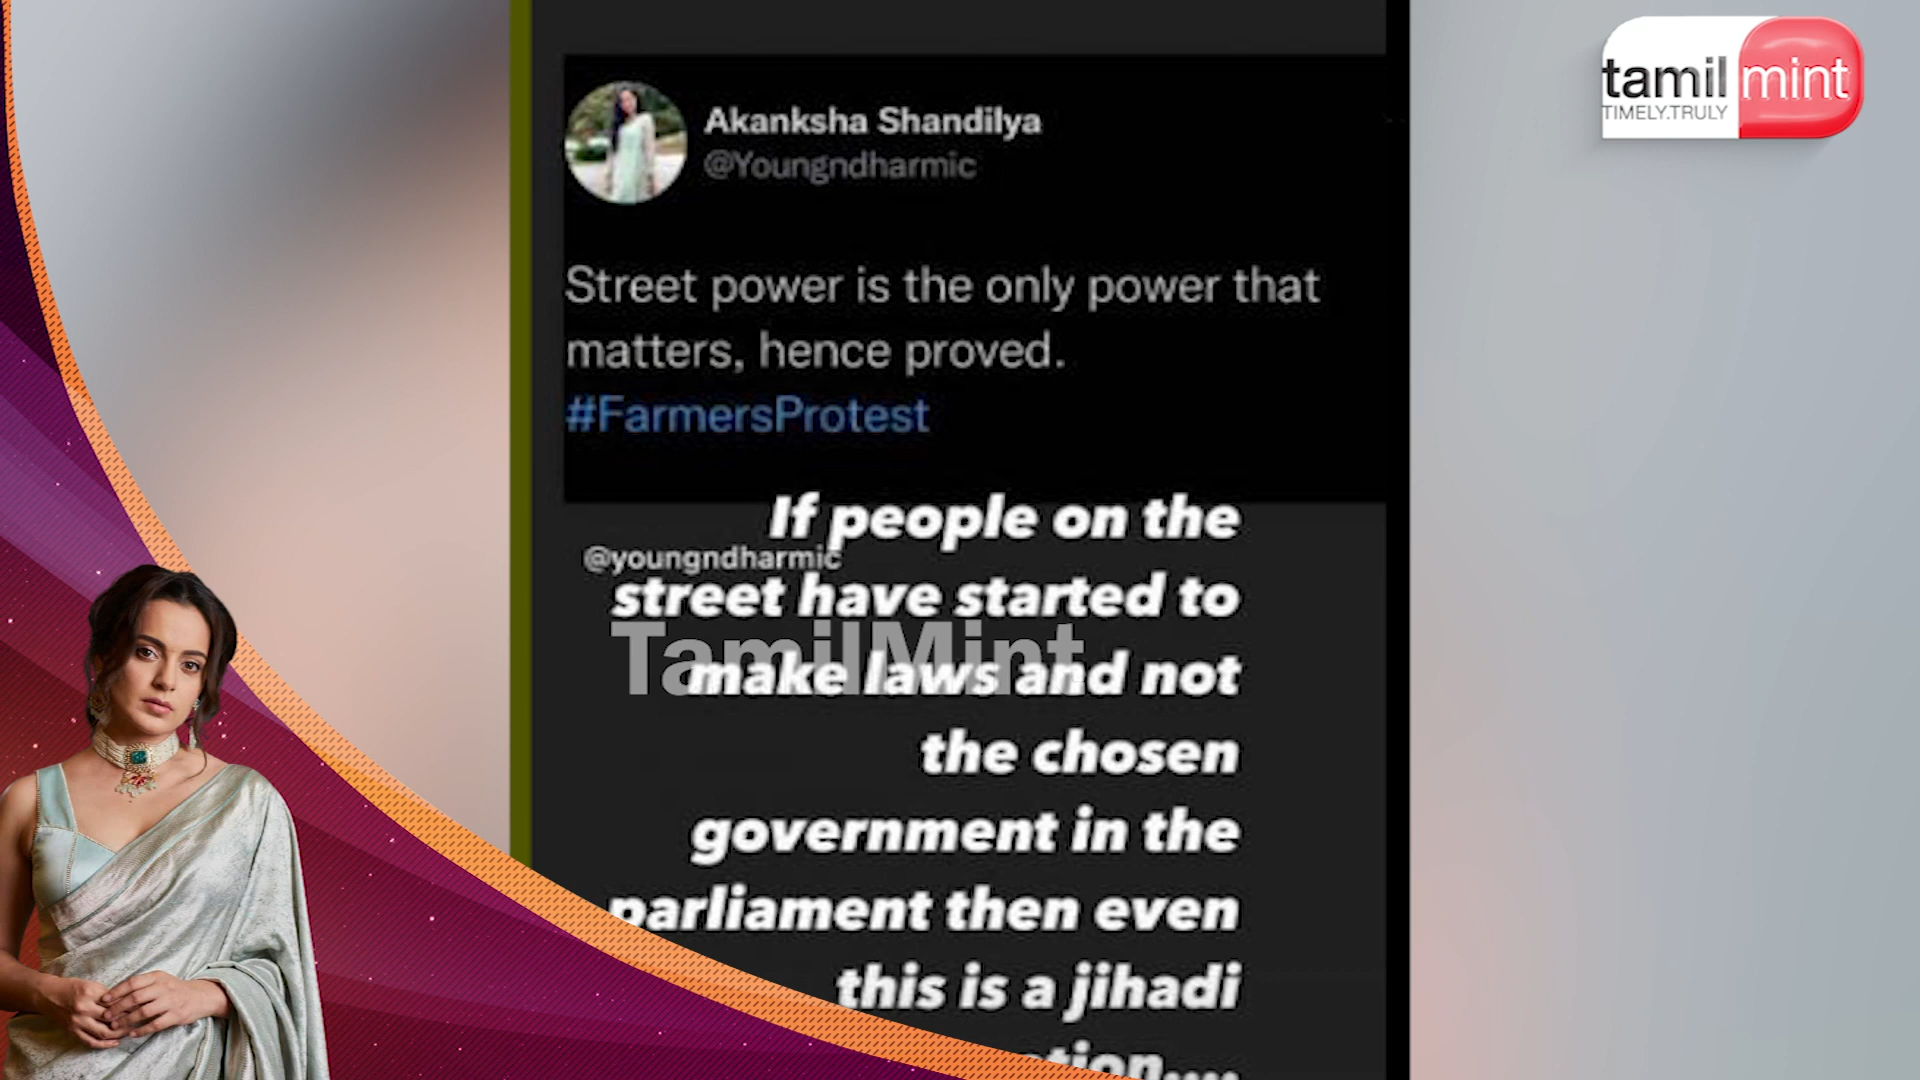 tamil mint
TIMELY.TRULY
Akanksha Shandilya
@Youngndharmic
Street power is the only power that
matters, hence proved.
#FarmersProtest
If people on the
@youngndharmic
street have started to
TamilMint
make laws and not
the chosen
government in the
parliament then even
this is a jihadi